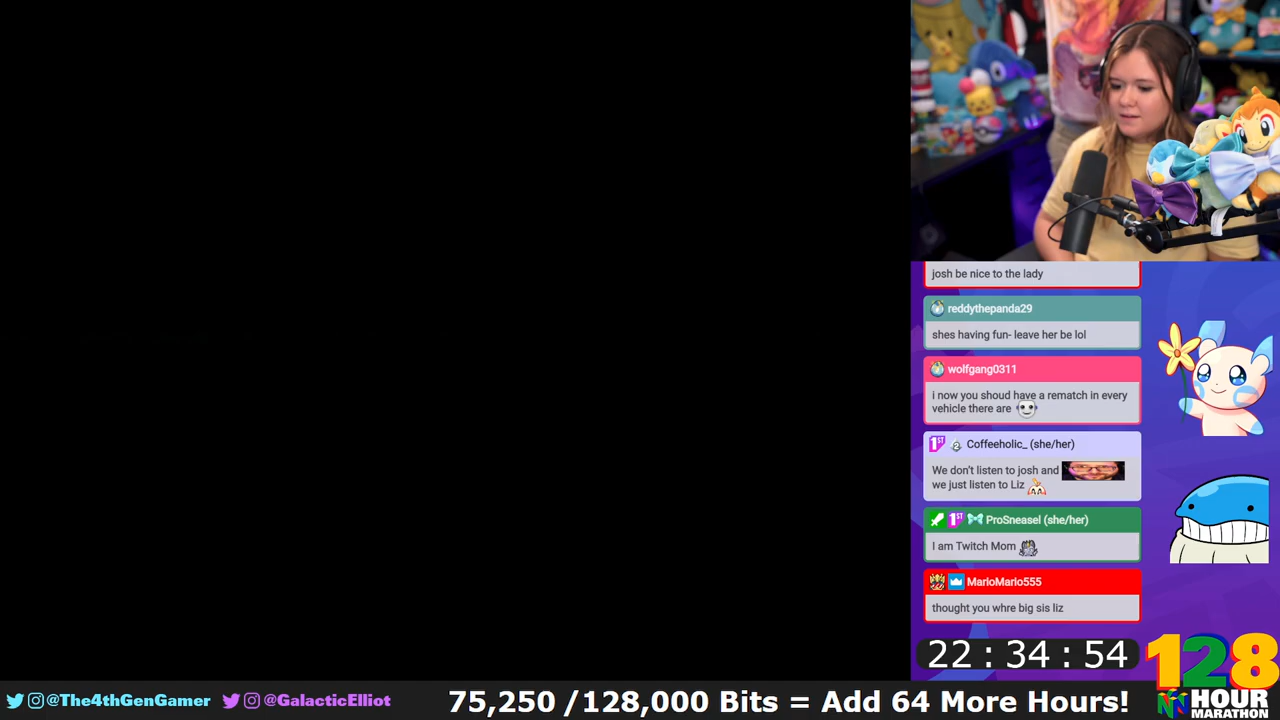 josh be nice to the lady
reddythepanda29
shes having fun- leave her be lol
wolfgang0311
i now you shoud have a rematch in every
vehicle there are
1ST 2 Coffeeholic_ (she/her)
We don't listen to josh and
we just listen to Liz
1ST ProSneasel (she/her)
I am Twitch Mom
MarioMario555
thought you whre big sis liz
22 : 34 : 54
128
HOUR
MARATHON
@The4thGenGamer @GalacticElliot 75,250 /128,000 Bits = Add 64 More Hours!